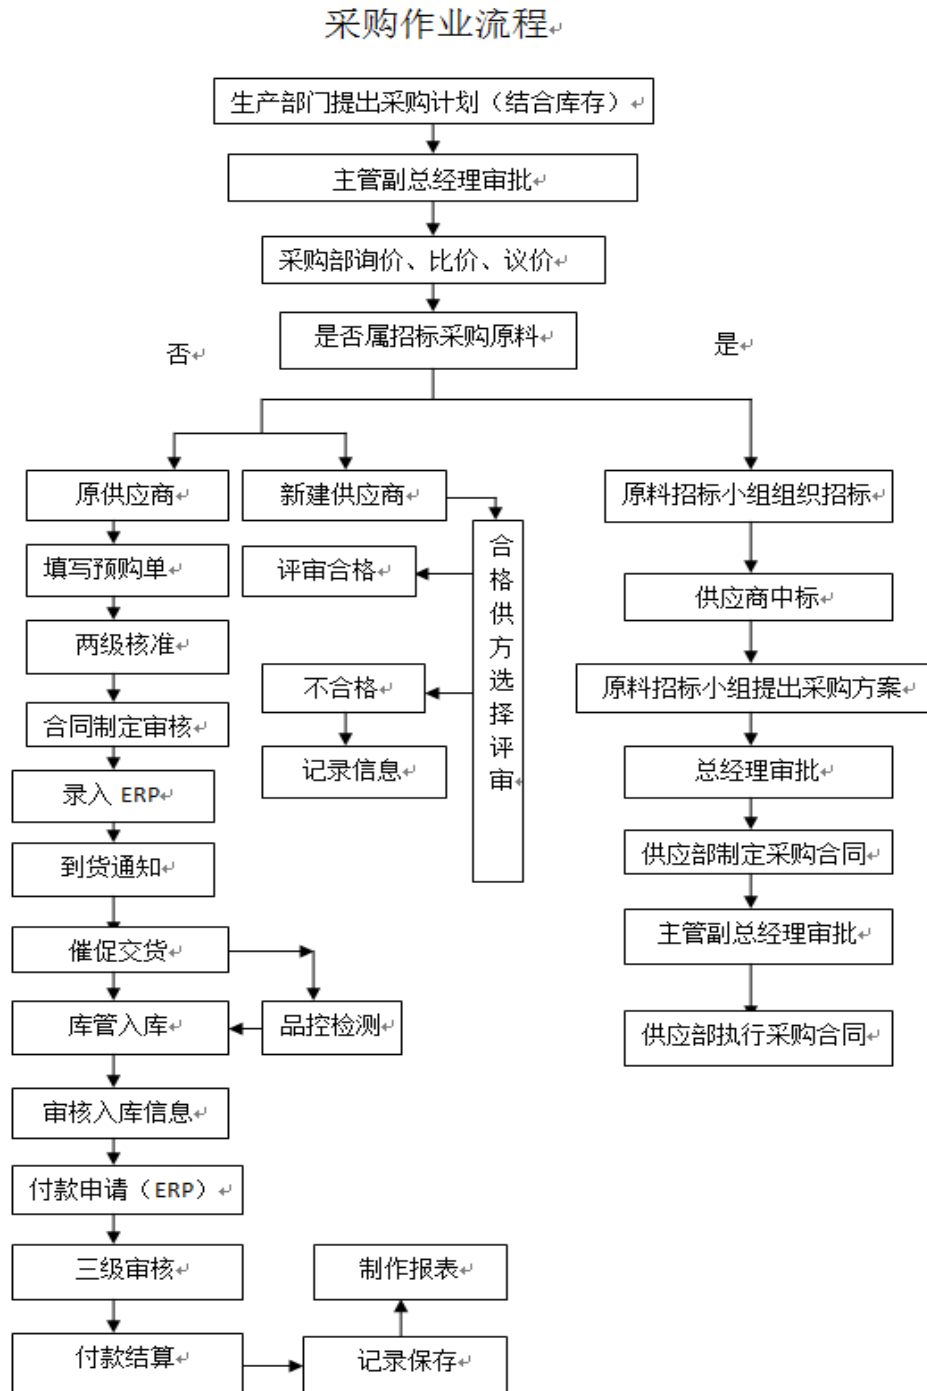 采购作业流程
生产部门提出采购计划（结合库存）
主管副总经理审批
采购部询价、比价、议价
是否属招标采购原料
否
是
原供应商
新建供应商
原料招标小组组织招标
合格供方选择评审
填写预购单
评审合格
供应商中标
两级核准
不合格
原料招标小组提出采购方案
合同制定审核
记录信息
总经理审批
录入 ERP
到货通知
供应部制定采购合同
催促交货
主管副总经理审批
库管入库
品控检测
供应部执行采购合同
审核入库信息
付款申请（ERP）
三级审核
制作报表
付款结算
记录保存